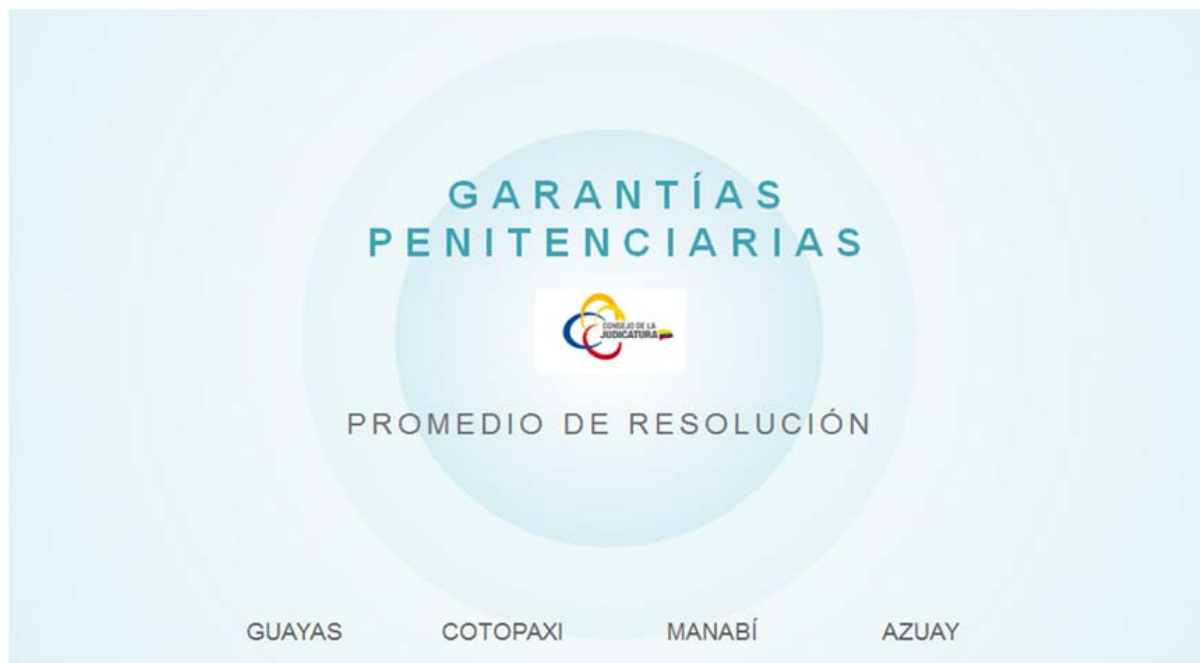 GARANTÍAS
PENITENCIARIAS
CONSEJO DE LA
JUDICATURA
PROMEDIO DE RESOLUCIÓN
GUAYAS COTOPAXI MANABÍ AZUAY